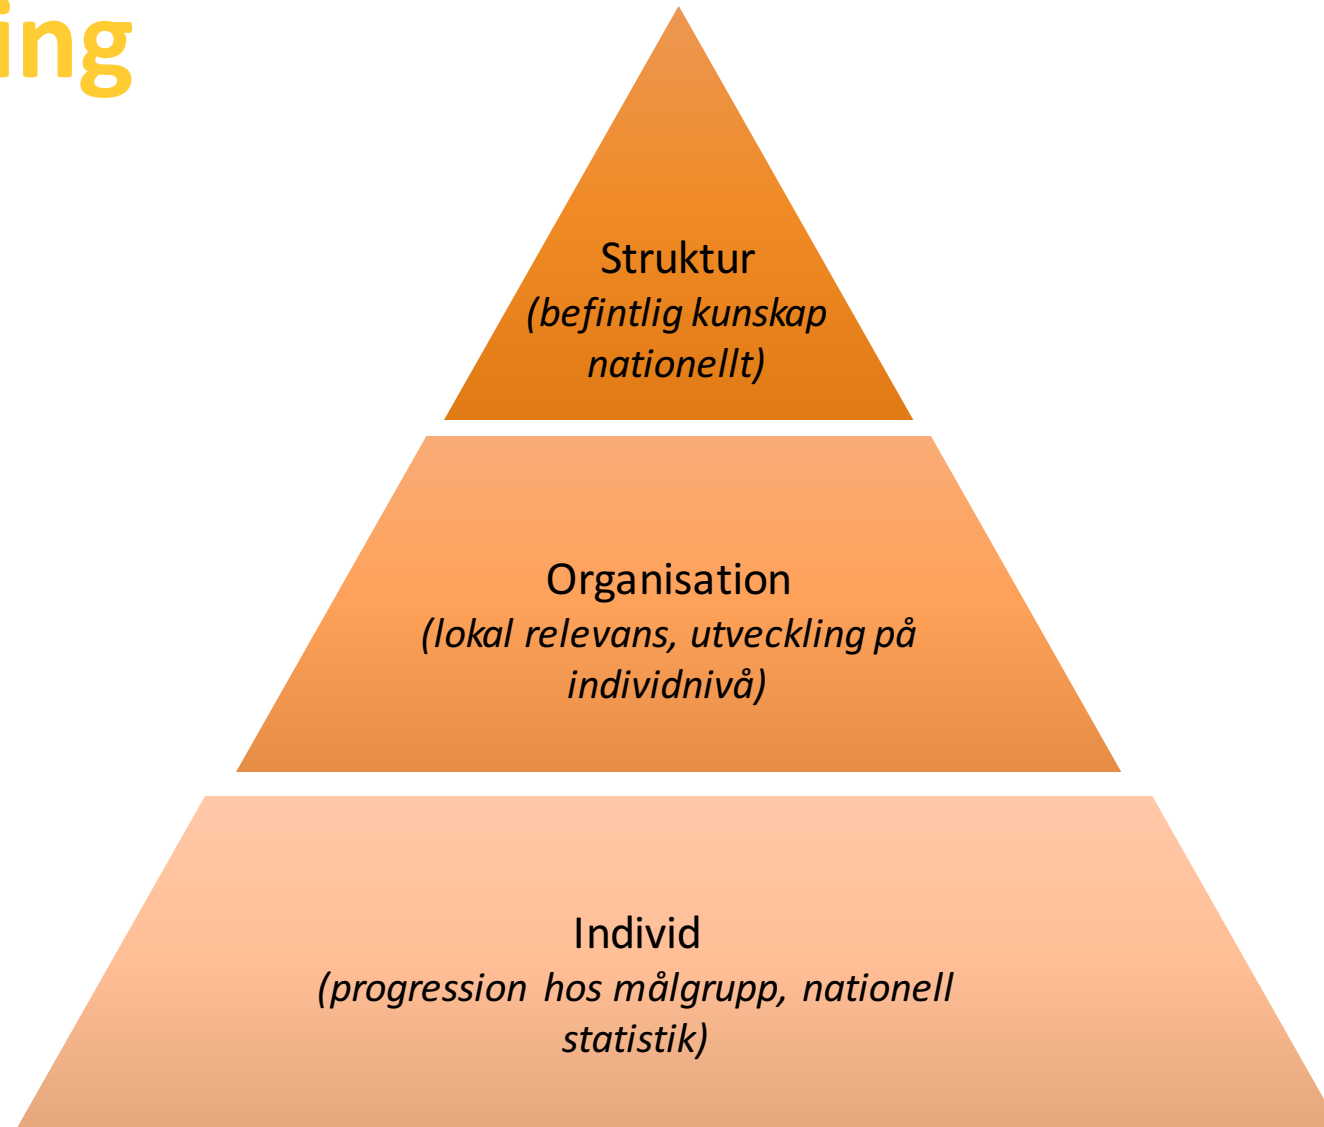 ing
Struktur
(befintlig kunskap
nationellt)
Organisation
(lokal relevans, utveckling på
individnivå)
Individ
(progression hos målgrupp, nationell
statistik)